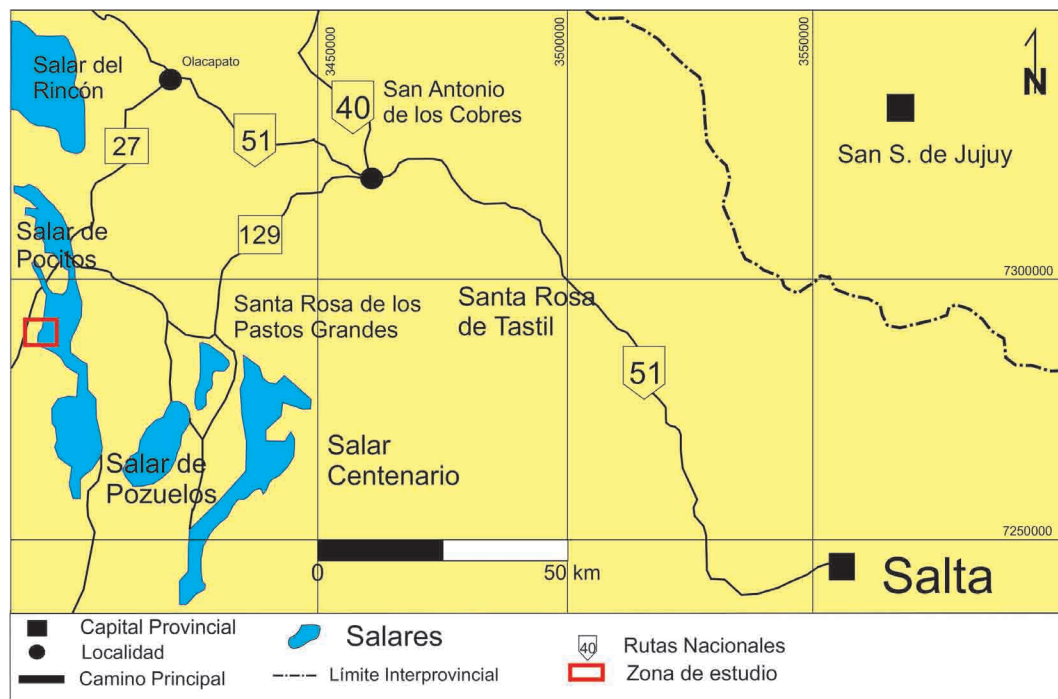 Salar del
Rincón
Olacapato
3450000
3500000
3550000
N
San Antonio
de los Cobres
40
27
51
San S. de Jujuy
129
Salar de
Pocitos
7300000
Santa Rosa de los
Pastos Grandes
Santa Rosa
de Tastil
51
Salar
Centenario
Salar de
Pozuelos
7250000
0
50 km
Salta
Capital Provincial
Localidad
Camino Principal
Salares
Límite Interprovincial
40
Rutas Nacionales
Zona de estudio